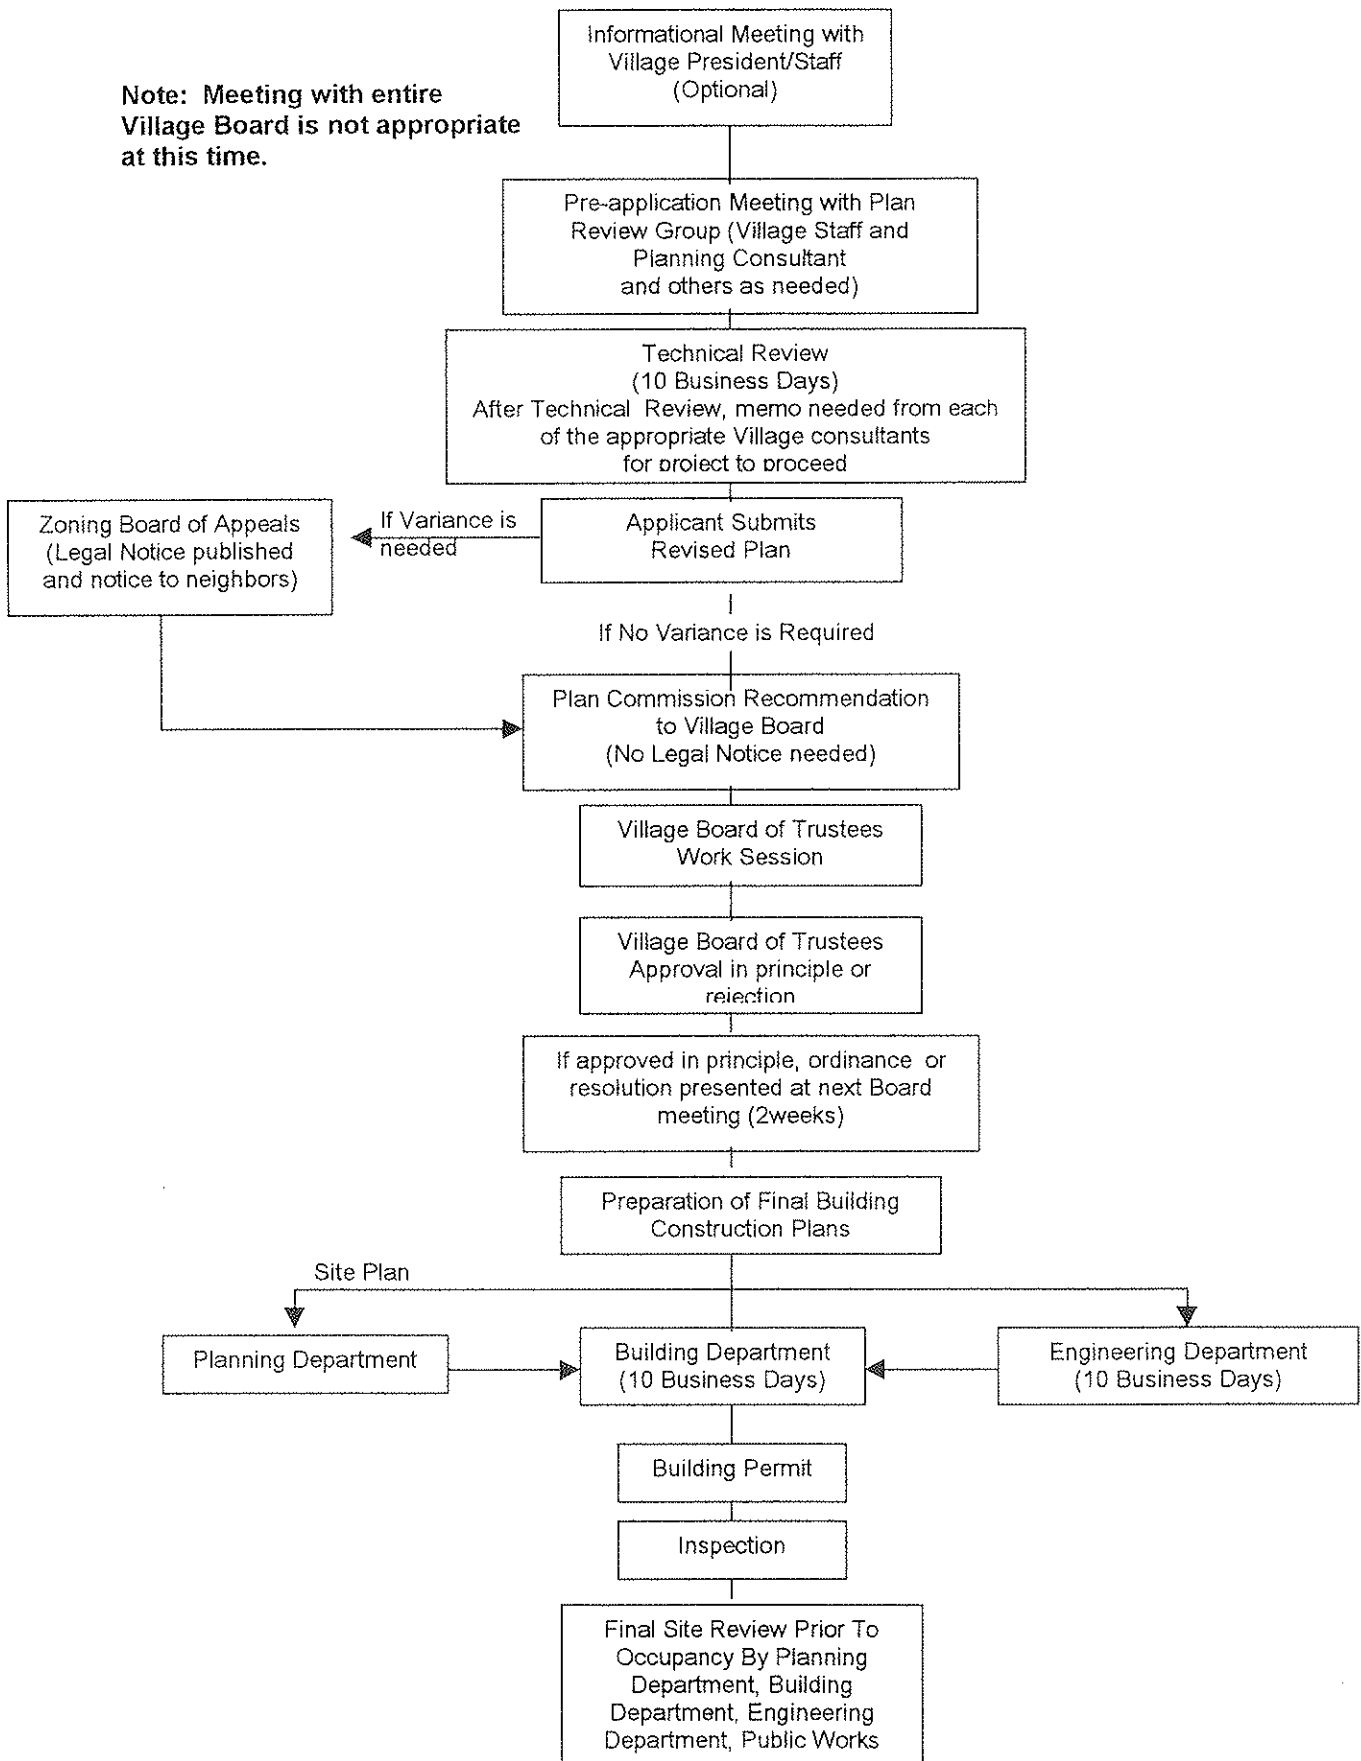 Informational Meeting with
Village President/Staff
(Optional)
Note: Meeting with entire
Village Board is not appropriate
at this time.
Pre-application Meeting with Plan
Review Group (Village Staff and
Planning Consultant
and others as needed)
Technical Review
(10 Business Days)
After Technical Review, memo needed from each
of the appropriate Village consultants
for project to proceed
Zoning Board of Appeals
(Legal Notice published
and notice to neighbors)
If Variance is
needed
Applicant Submits
Revised Plan
If No Variance is Required
Plan Commission Recommendation
to Village Board
(No Legal Notice needed)
Village Board of Trustees
Work Session
Village Board of Trustees
Approval in principle or
rejection
If approved in principle, ordinance or
resolution presented at next Board
meeting (2weeks)
Preparation of Final Building
Construction Plans
Site Plan
Planning Department
Building Department
(10 Business Days)
Engineering Department
(10 Business Days)
Building Permit
Inspection
Final Site Review Prior To
Occupancy By Planning
Department, Building
Department, Engineering
Department, Public Works